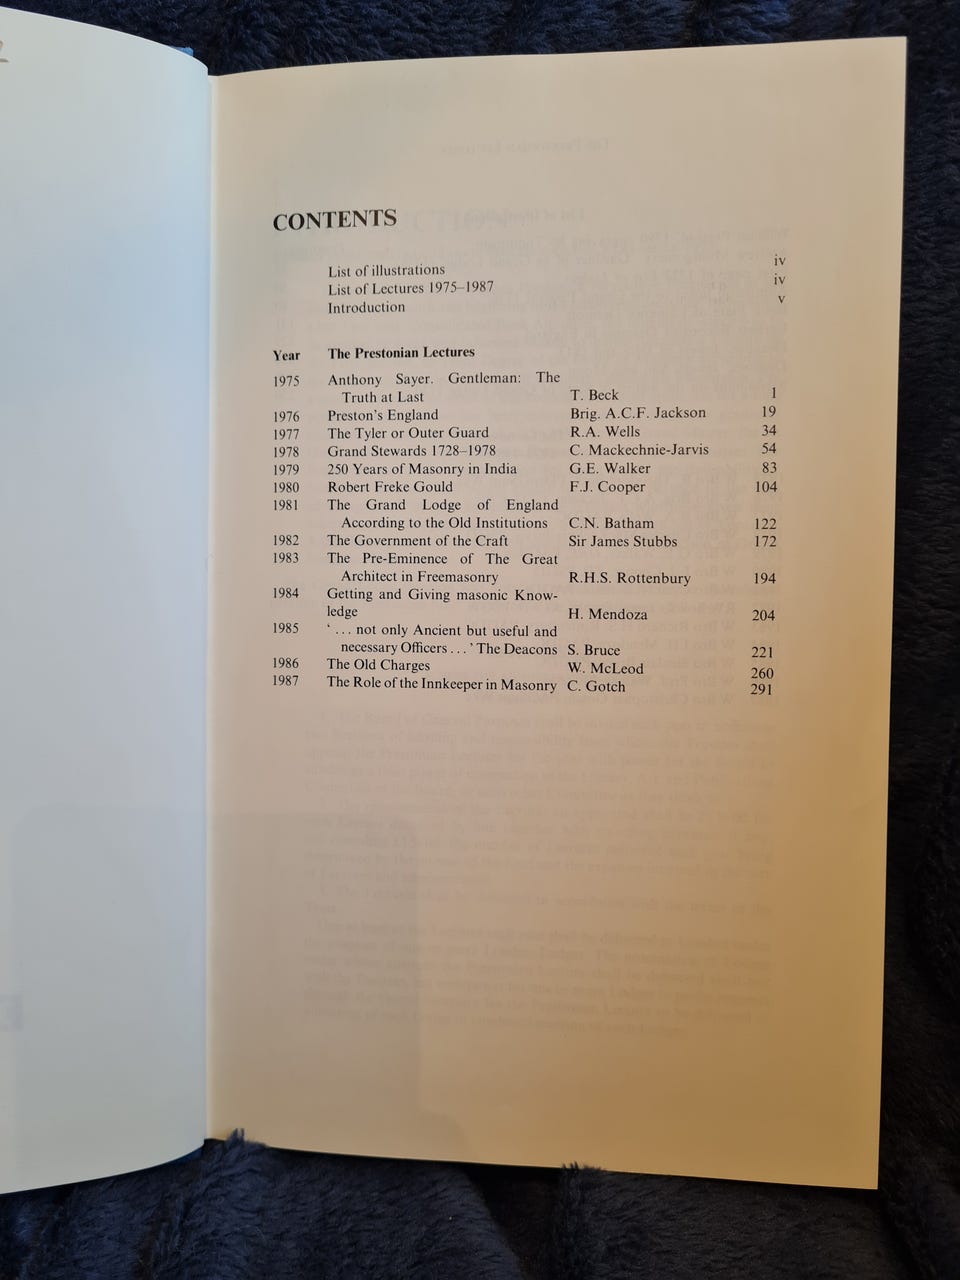 CONTENTS
List of illustrations iv
List of Lectures 1975–1987 iv
Introduction v
Year The Prestonian Lectures
1975 Anthony Sayer. Gentleman: The
Truth at Last T. Beck 1
1976 Preston's England Brig. A.C.F. Jackson 19
1977 The Tyler or Outer Guard R.A. Wells 34
1978 Grand Stewards 1728–1978 C. Mackechnie-Jarvis 54
1979 250 Years of Masonry in India G.E. Walker 83
1980 Robert Freke Gould F.J. Cooper 104
1981 The Grand Lodge of England
According to the Old Institutions C.N. Batham 122
1982 The Government of the Craft Sir James Stubbs 172
1983 The Pre-Eminence of The Great
Architect in Freemasonry R.H.S. Rottenbury 194
1984 Getting and Giving masonic Know-
ledge H. Mendoza 204
1985 ‘ ... not only Ancient but useful and
necessary Officers . . . ’ The Deacons S. Bruce 221
1986 The Old Charges W. McLeod 260
1987 The Role of the Innkeeper in Masonry C. Gotch 291